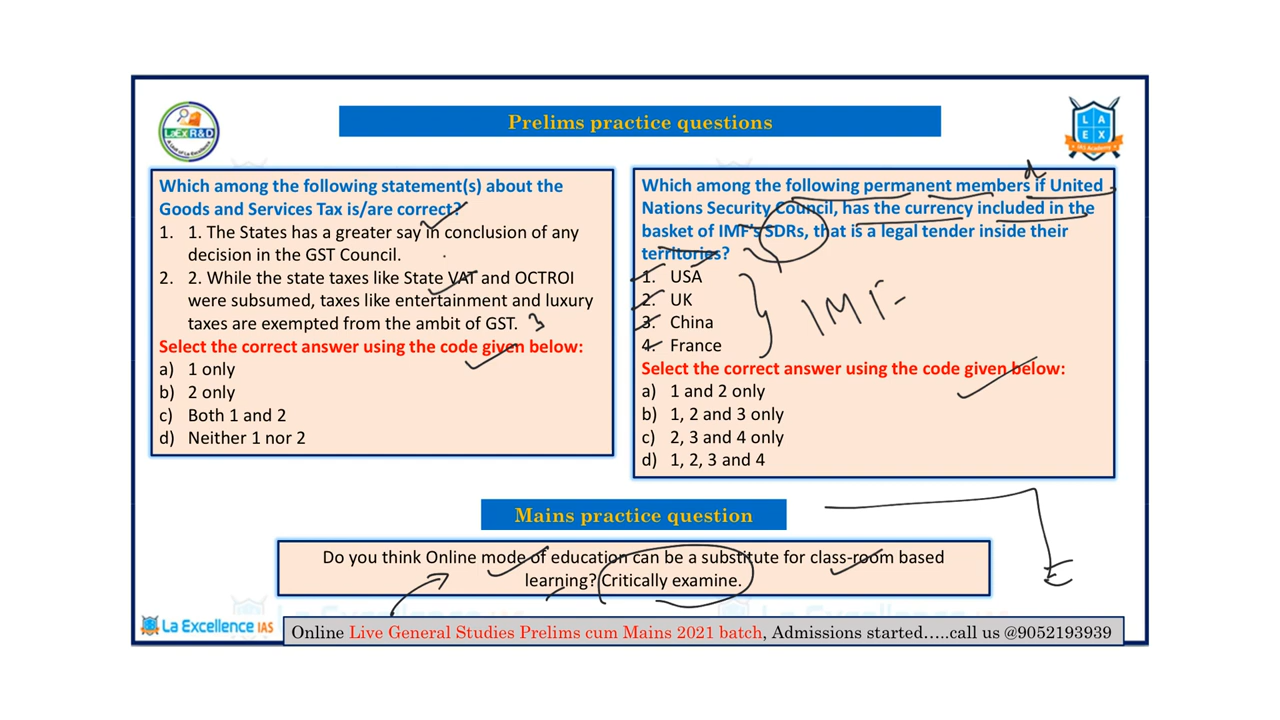 Prelims practice questions
LaEx R&D
A Unit of La Excellence
L A
E X
IAS Academy
Which among the following statement(s) about the
Goods and Services Tax is/are correct?
1. 1. The States has a greater say in conclusion of any
decision in the GST Council.
2. 2. While the state taxes like State VAT and OCTROI
were subsumed, taxes like entertainment and luxury
taxes are exempted from the ambit of GST. 3
Select the correct answer using the code given below:
a) 1 only
b) 2 only
c) Both 1 and 2
d) Neither 1 nor 2
d
Which among the following permanent members if United
Nations Security Council, has the currency included in the
basket of IMF's SDRs, that is a legal tender inside their
territories?
1. USA
2. UK
3. China
4. France
IMF
Select the correct answer using the code given below:
a) 1 and 2 only
b) 1, 2 and 3 only
c) 2, 3 and 4 only
d) 1, 2, 3 and 4
Mains practice question
Do you think Online mode of education can be a substitute for class-room based
learning? Critically examine.
La Excellence IAS
Online Live General Studies Prelims cum Mains 2021 batch, Admissions started.....call us @9052193939